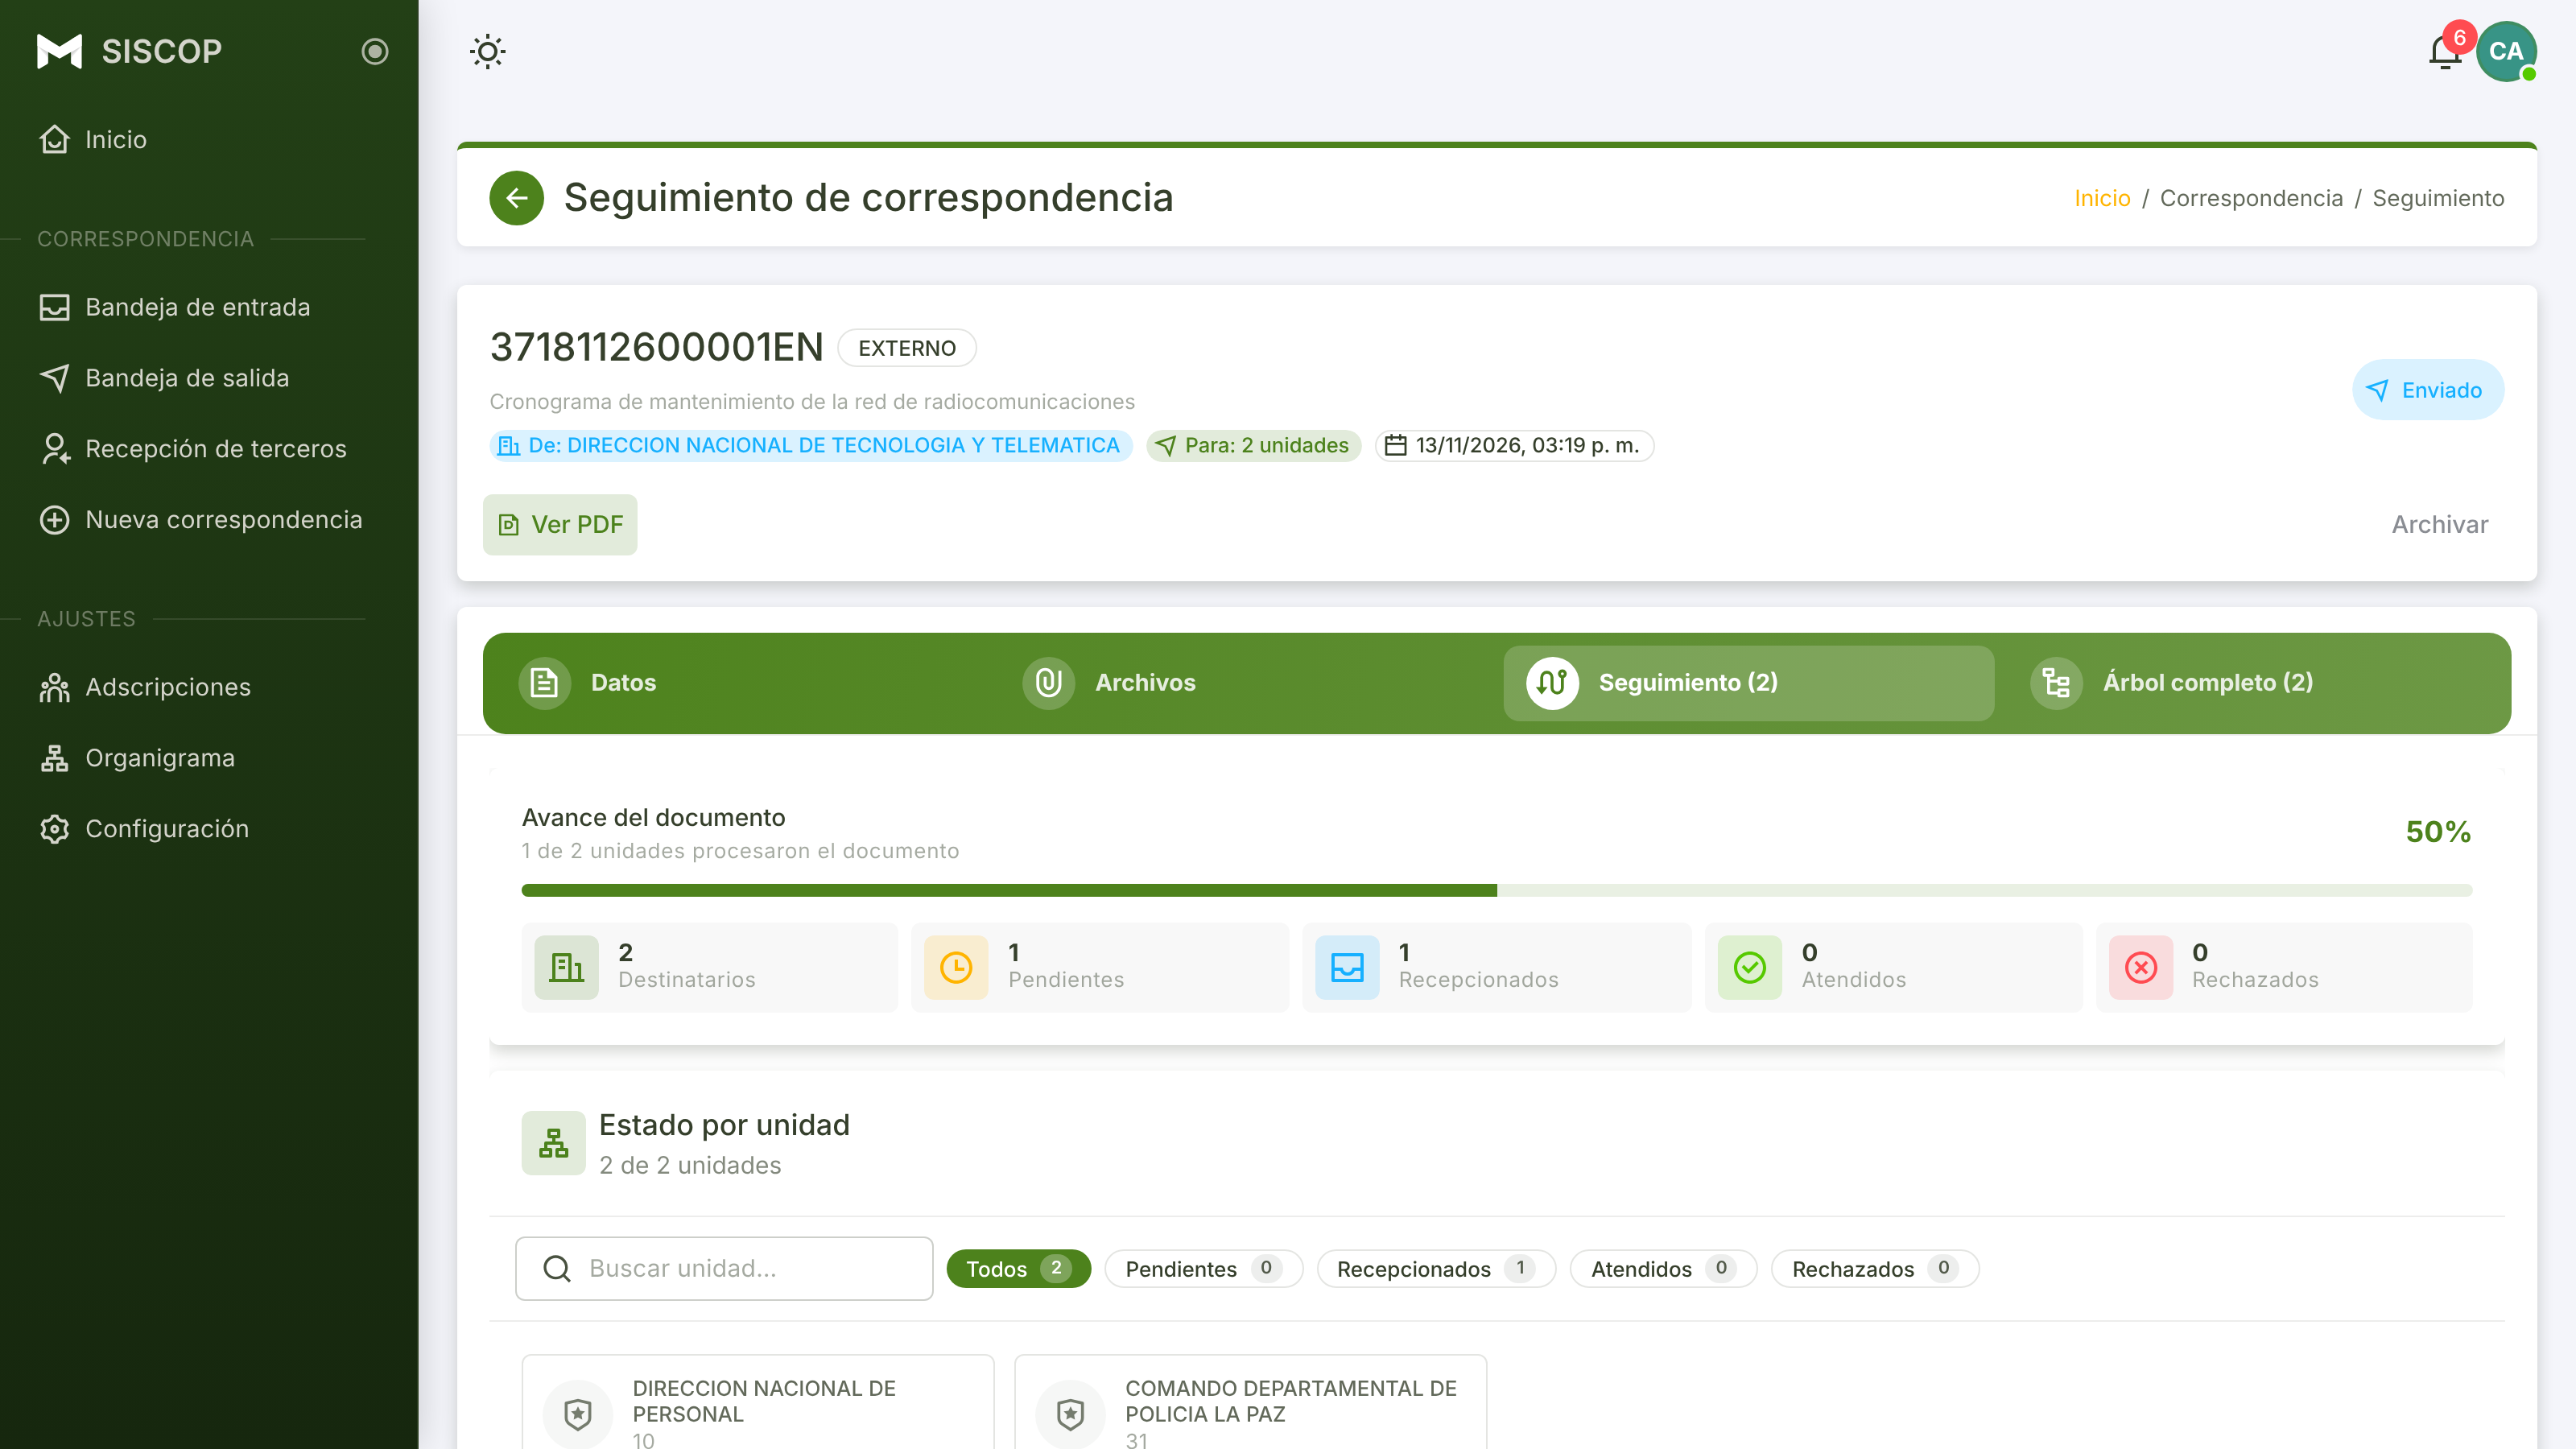 SISCOP
Inicio
CORRESPONDENCIA
Bandeja de entrada
Bandeja de salida
Recepción de terceros
Nueva correspondencia
AJUSTES
Adscripciones
Organigrama
Configuración
6
CA
Seguimiento de correspondencia
Inicio / Correspondencia / Seguimiento
3718112600001EN EXTERNO
Cronograma de mantenimiento de la red de radiocomunicaciones
De: DIRECCION NACIONAL DE TECNOLOGIA Y TELEMATICA Para: 2 unidades 13/11/2026, 03:19 p. m.
Enviado
Ver PDF
Archivar
Datos Archivos Seguimiento (2) Árbol completo (2)
Avance del documento
1 de 2 unidades procesaron el documento
50%
2
Destinatarios
1
Pendientes
1
Recepcionados
0
Atendidos
0
Rechazados
Estado por unidad
2 de 2 unidades
Buscar unidad...
Todos 2 Pendientes 0 Recepcionados 1 Atendidos 0 Rechazados 0
DIRECCION NACIONAL DE
PERSONAL
10
COMANDO DEPARTAMENTAL DE
POLICIA LA PAZ
31